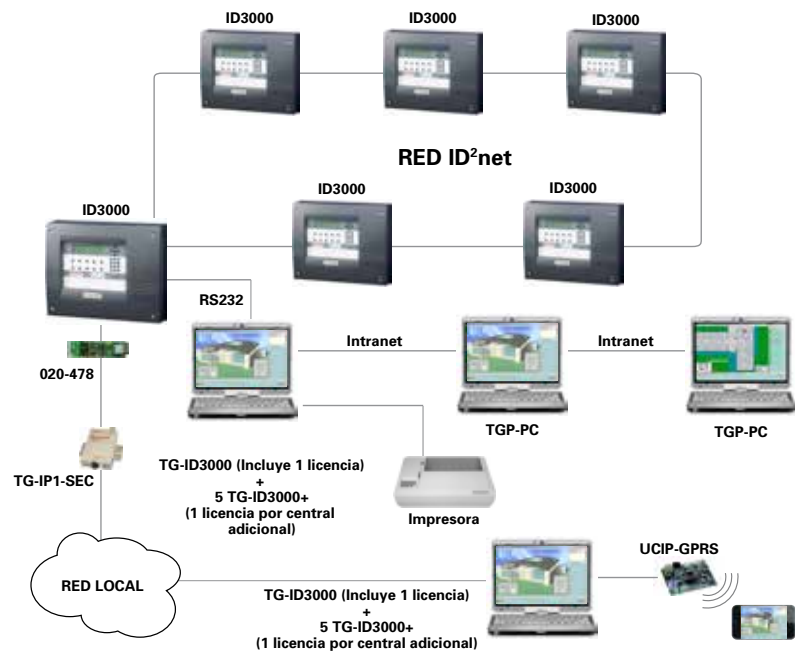 ID3000
ID3000
ID3000
RED ID²net
ID3000
ID3000
ID3000
RS232
Intranet
Intranet
020-478
TGP-PC
TGP-PC
TG-IP1-SEC
TG-ID3000 (Incluye 1 licencia)
+
5 TG-ID3000+
(1 licencia por central
adicional)
Impresora
UCIP-GPRS
RED LOCAL
TG-ID3000 (Incluye 1 licencia)
+
5 TG-ID3000+
(1 licencia por central adicional)